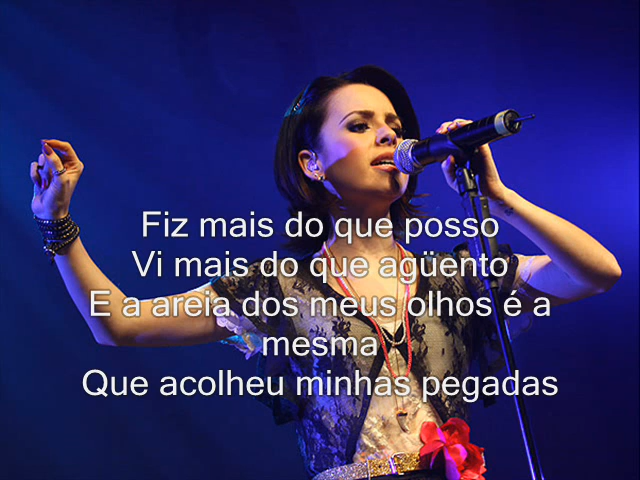 Fiz mais do que posso
Vi mais do que agüento
E a areia dos meus olhos é a
mesma
Que acolheu minhas pegadas